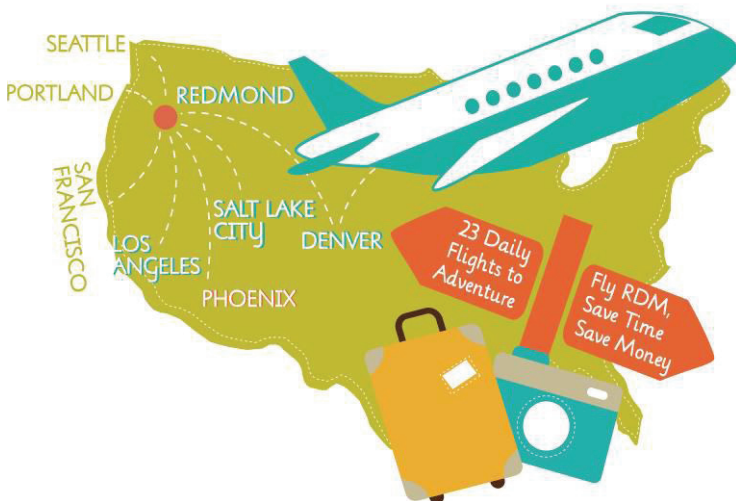 SEATTLE
PORTLAND
REDMOND
SAN
FRANCISCO
LOS
ANGELES
SALT LAKE
CITY
DENVER
PHOENIX
23 Daily
Flights to
Adventure
Fly RDM,
Save Time
Save Money